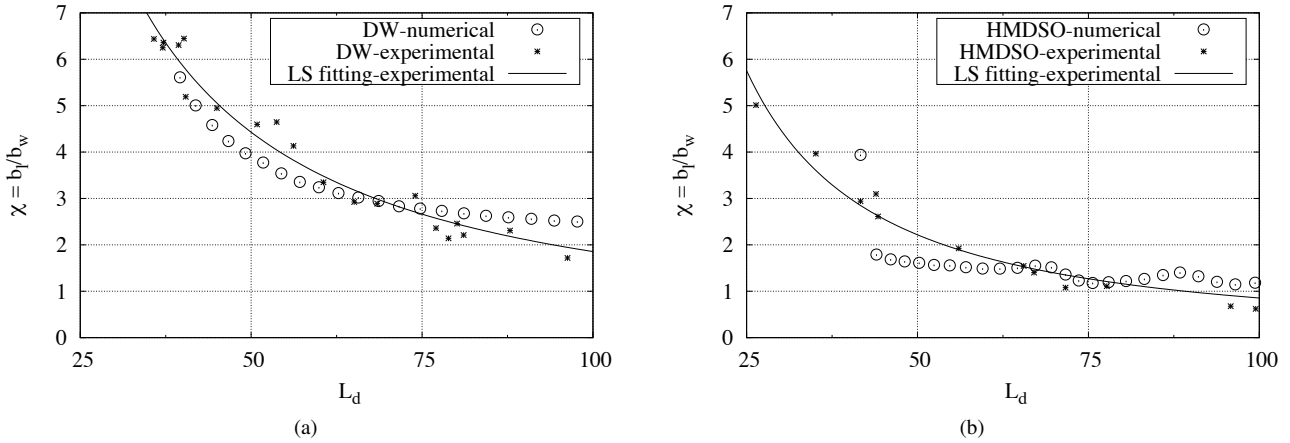 7
6
5
4
3
2
1
0
25
50
75
100
χ = b_l/b_w
L_d
DW-numerical
DW-experimental
LS fitting-experimental
(a)
7
6
5
4
3
2
1
0
25
50
75
100
χ = b_l/b_w
L_d
HMDSO-numerical
HMDSO-experimental
LS fitting-experimental
(b)